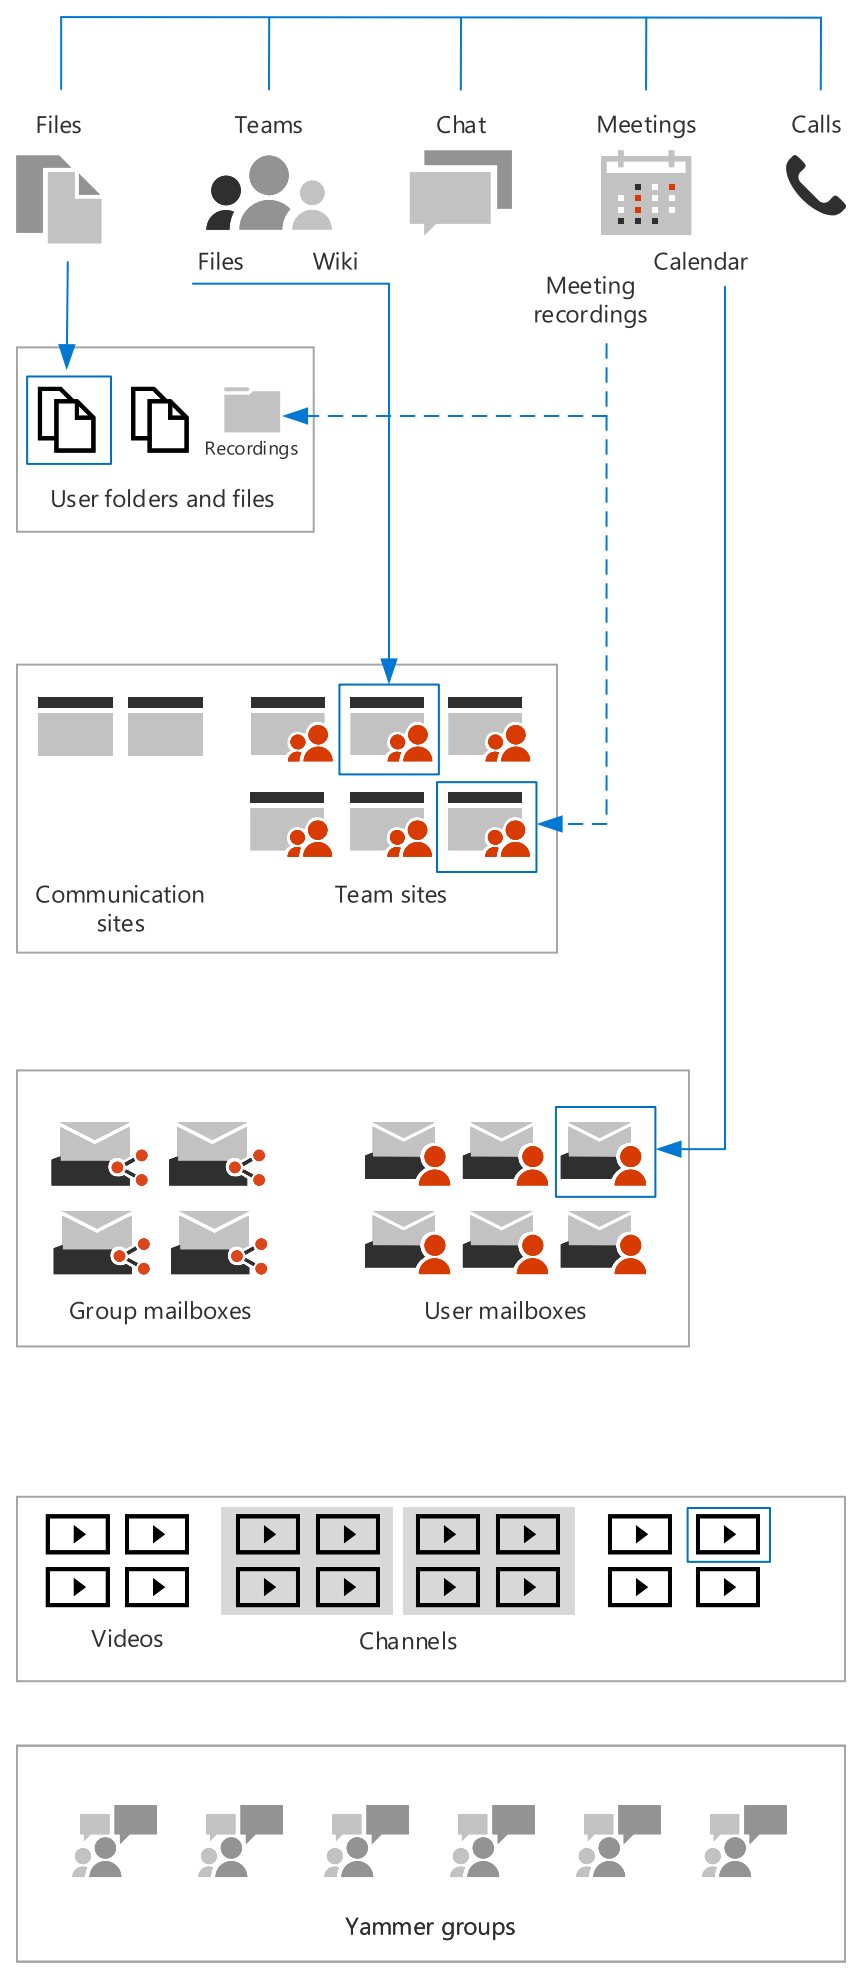 Files
Teams
Chat
Meetings
Calls
Files
Wiki
Calendar
Meeting
recordings
Recordings
User folders and files
Communication
sites
Team sites
Group mailboxes
User mailboxes
Videos
Channels
Yammer groups